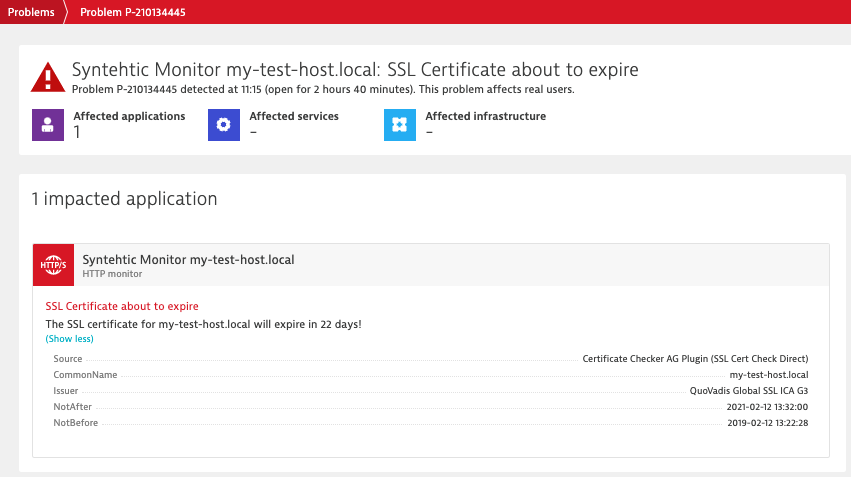 Problems
Problem P-210134445
Syntehtic Monitor my-test-host.local: SSL Certificate about to expire
Problem P-210134445 detected at 11:15 (open for 2 hours 40 minutes). This problem affects real users.
Affected applications
1
Affected services
–
Affected infrastructure
–
1 impacted application
HTTP/S
Syntehtic Monitor my-test-host.local
HTTP monitor
SSL Certificate about to expire
The SSL certificate for my-test-host.local will expire in 22 days!
(Show less)
Source Certificate Checker AG Plugin (SSL Cert Check Direct)
CommonName my-test-host.local
Issuer QuoVadis Global SSL ICA G3
NotAfter 2021-02-12 13:32:00
NotBefore 2019-02-12 13:22:28